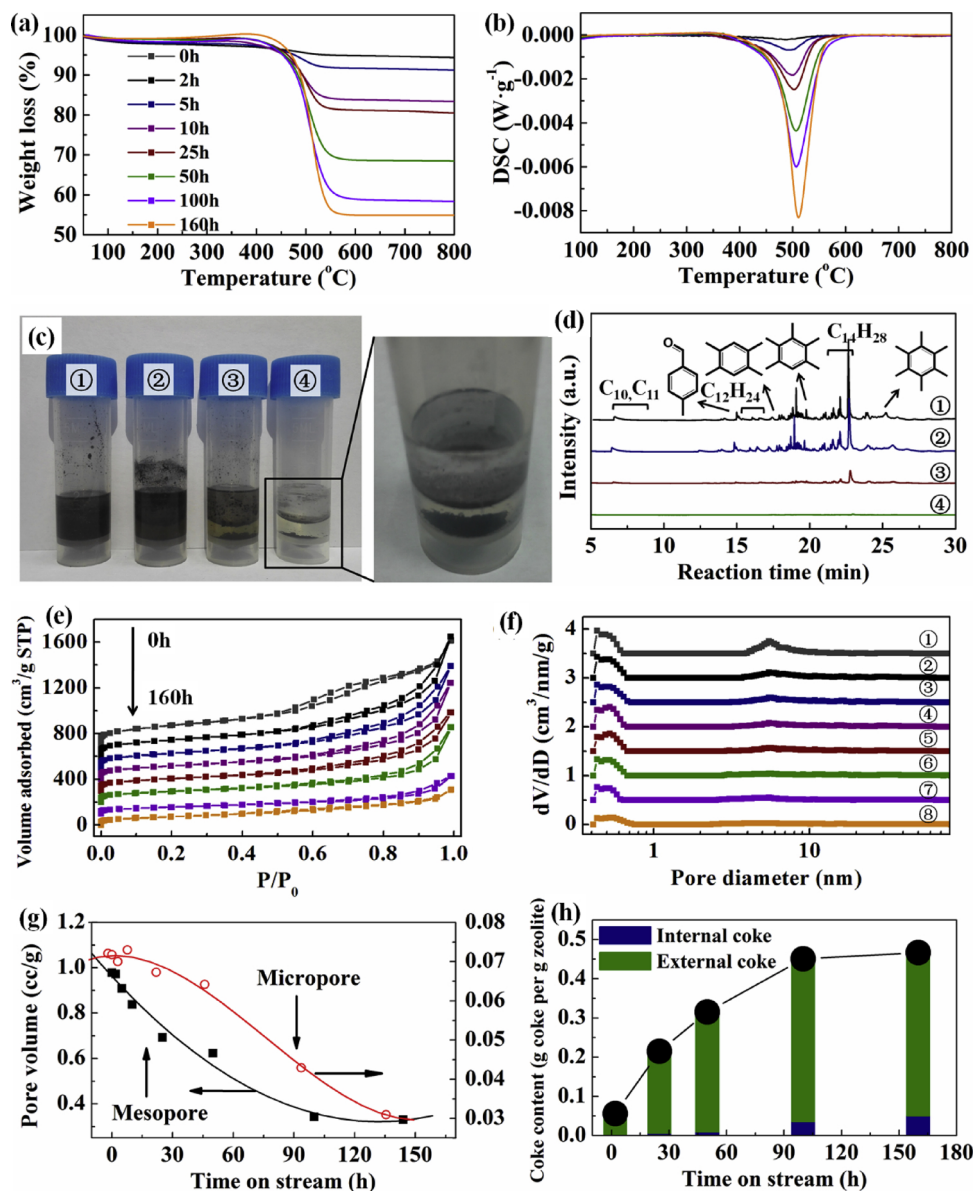 (a)
100
95
90
85
80
70
60
50
Weight loss (%)
0h
2h
5h
10h
25h
50h
100h
160h
100 200 300 400 500 600 700 800
Temperature (°C)
(b)
0.000
-0.002
-0.004
-0.006
-0.008
DSC (W·g⁻¹)
100 200 300 400 500 600 700 800
Temperature (°C)
(c)
① ② ③ ④
(d)
Intensity (a.u.)
C₁₀,C₁₁
O
C₁₂H₂₄
C₁₄H₂₈
①
②
③
④
5 10 15 20 25 30
Reaction time (min)
(e)
1600
1200
800
400
0
Volume adsorbed (cm³/g STP)
0h
160h
0.0 0.2 0.4 0.6 0.8 1.0
P/P₀
(f)
4
3
2
1
0
dV/dD (cm³/nm/g)
①
②
③
④
⑤
⑥
⑦
⑧
1 10
Pore diameter (nm)
(g)
1.2
1.0
0.8
0.6
0.4
Pore volume (cc/g)
0.08
0.07
0.06
0.05
0.04
0.03
Micropore
Mesopore
0 30 60 90 120 150
Time on stream (h)
(h)
0.5
0.4
0.3
0.2
0.1
0.0
Coke content (g coke per g zeolite)
Internal coke
External coke
0 30 60 90 120 150 180
Time on stream (h)